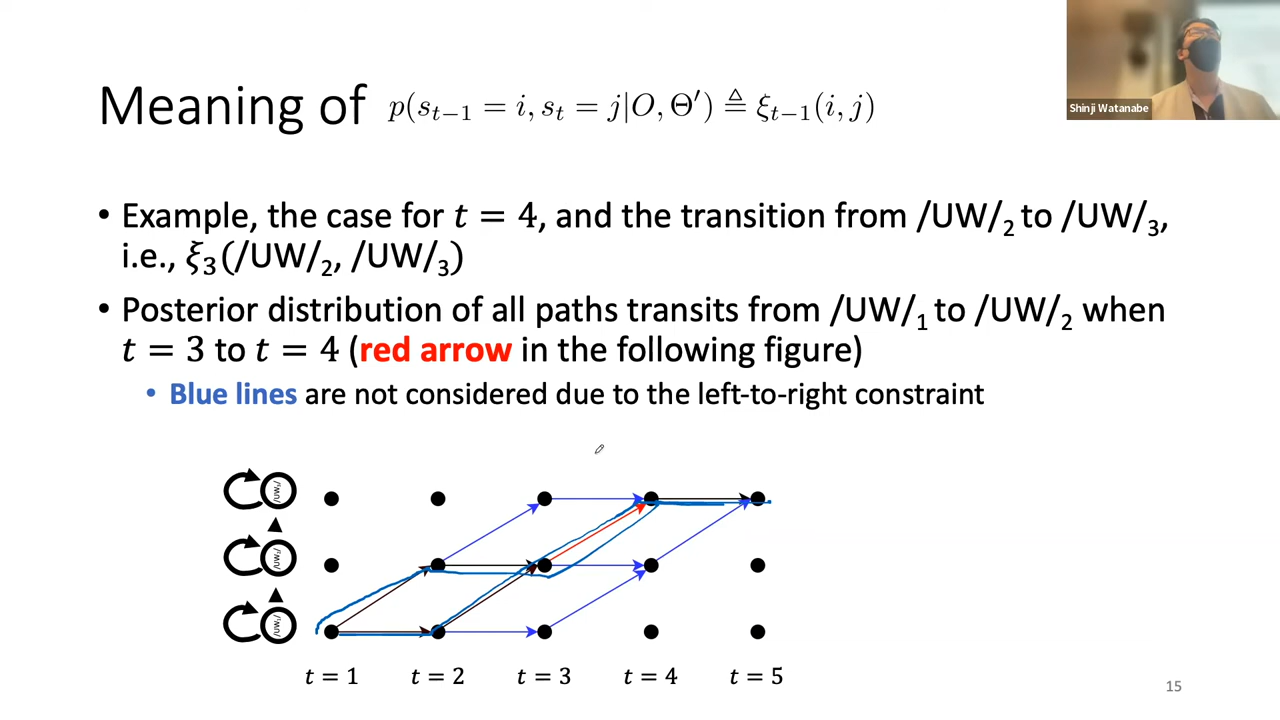 Shinji Watanabe
Meaning of p(s_{t−1} = i, s_t = j|O, Θ′) ≜ ξ_{t−1}(i, j)
• Example, the case for t = 4, and the transition from /UW/₂ to /UW/₃,
i.e., ξ₃(/UW/₂, /UW/₃)
• Posterior distribution of all paths transits from /UW/₁ to /UW/₂ when
t = 3 to t = 4 (red arrow in the following figure)
• Blue lines are not considered due to the left-to-right constraint
t = 1 t = 2 t = 3 t = 4 t = 5
15